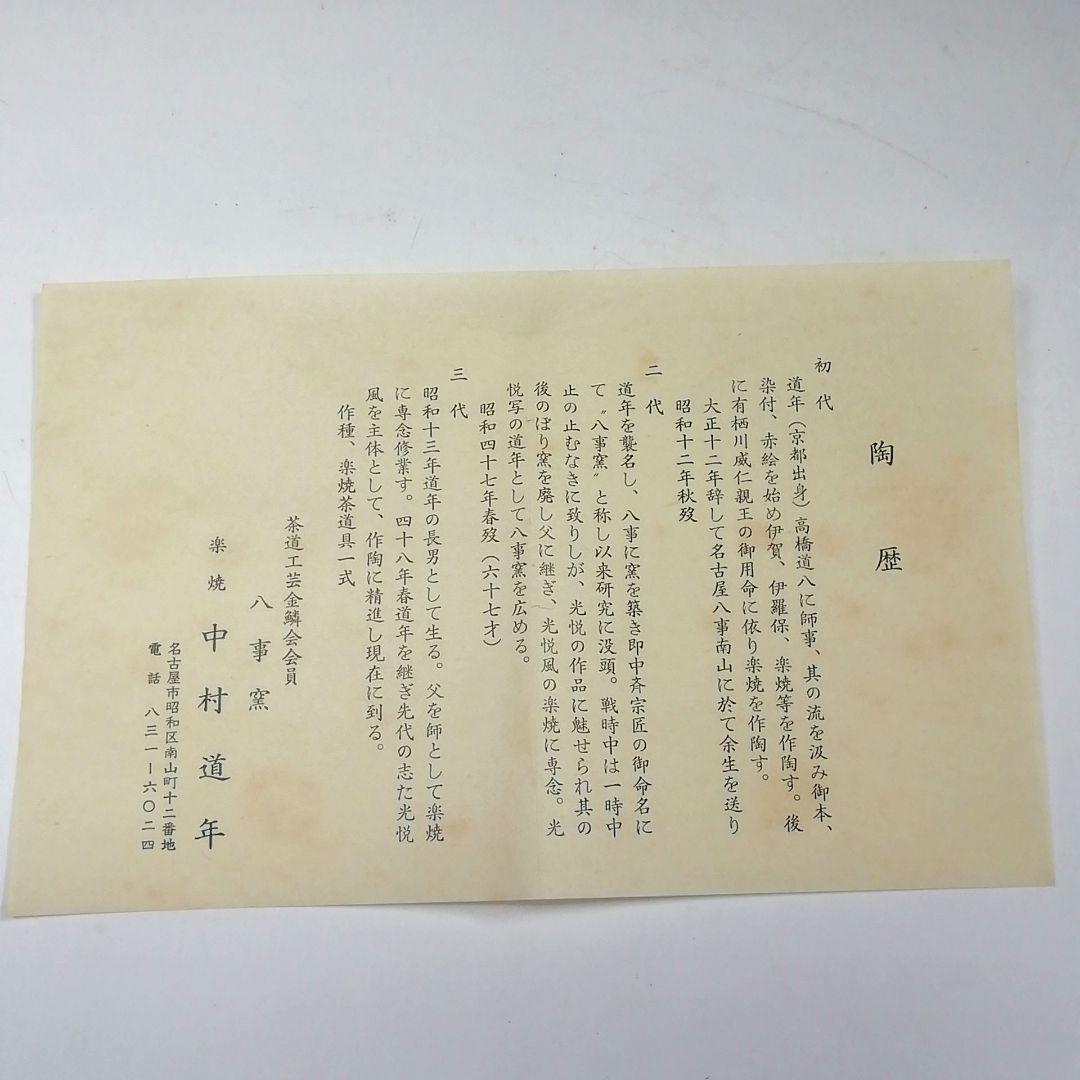 陶歴
初代
道年（京都出身）高橋道八に師事、其の流を汲み御本、
染付、赤絵を始め伊賀、伊羅保、楽焼等を作陶す。後
に有栖川威仁親王の御用命に依り楽焼を作陶す。
大正十二年辞して名古屋八事南山に於て余生を送り
昭和十二年秋歿
二代
道年を襲名し、八事に窯を築き即中斉宗匠の御命名に
て〝八事窯〟と称し以来研究に没頭。戦時中は一時中
止の止むなきに致りしが、光悦の作品に魅せられ其の
後のぼり窯を廃し父に継ぎ、光悦風の楽焼に専念。光
悦写の道年として八事窯を広める。
昭和四十七年春歿（六十七才）
三代
昭和十三年道年の長男として生る。父を師として楽焼
に専念修業す。四十八年春道年を継ぎ先代の志た光悦
風を主体として、作陶に精進し現在に到る。
作種、楽焼茶道具一式
茶道工芸金鱗会会員
八事窯
楽焼 中村道年
名古屋市昭和区南山町十二番地
電話 八三一ー六〇二四